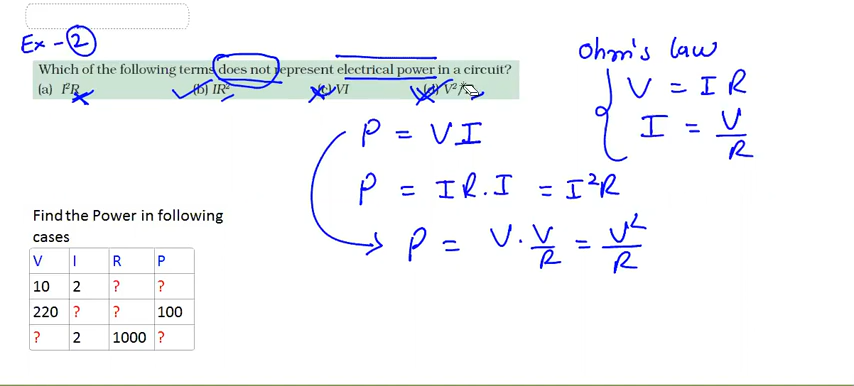 Ex - 2
Ohm's law
Which of the following terms does not represent electrical power in a circuit?
(a) I²R (b) IR² (c) VI (d) V²/R
V = I R
I = V/R
P = VI
P = IR.I = I²R
P = V · V/R = V²/R
Find the Power in following
cases
V I R P
10 2 ? ?
220 ? ? 100
? 2 1000 ?